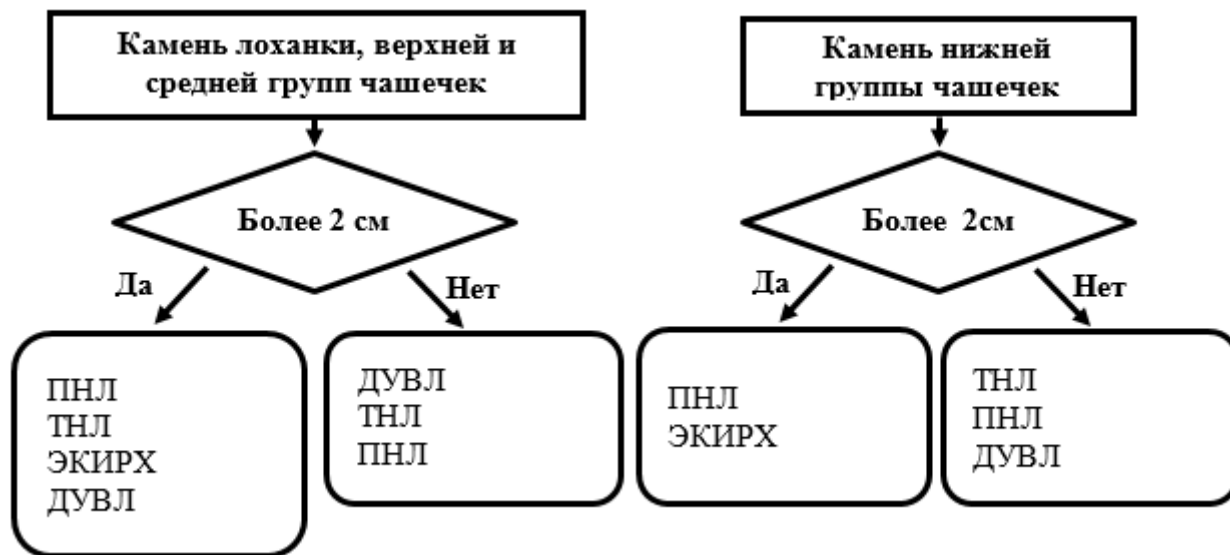 Камень лоханки, верхней и
средней групп чашечек
Более 2 см
Да
Нет
ПНЛ
ТНЛ
ЭКИРХ
ДУВЛ
ДУВЛ
ТНЛ
ПНЛ
Камень нижней
группы чашечек
Более 2см
Да
Нет
ПНЛ
ЭКИРХ
ТНЛ
ПНЛ
ДУВЛ